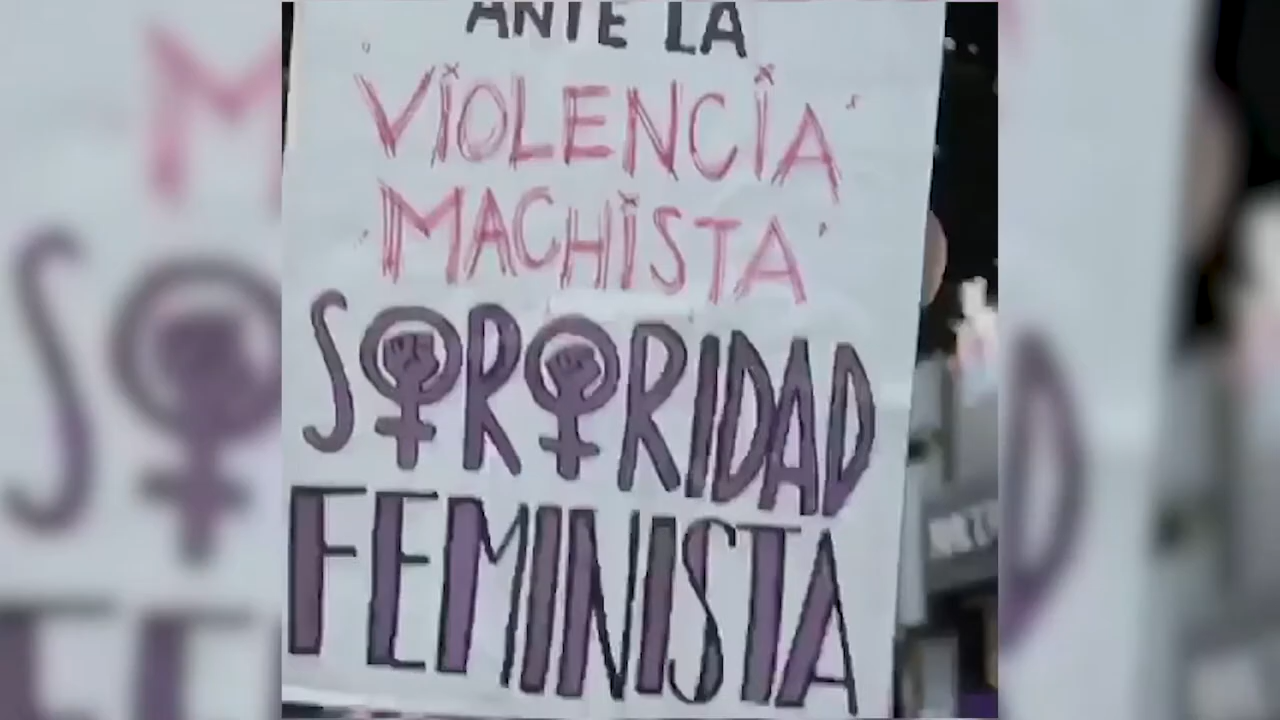 ANTE LA
VIOLENCIA
MACHISTA
SORORIDAD
FEMINISTA